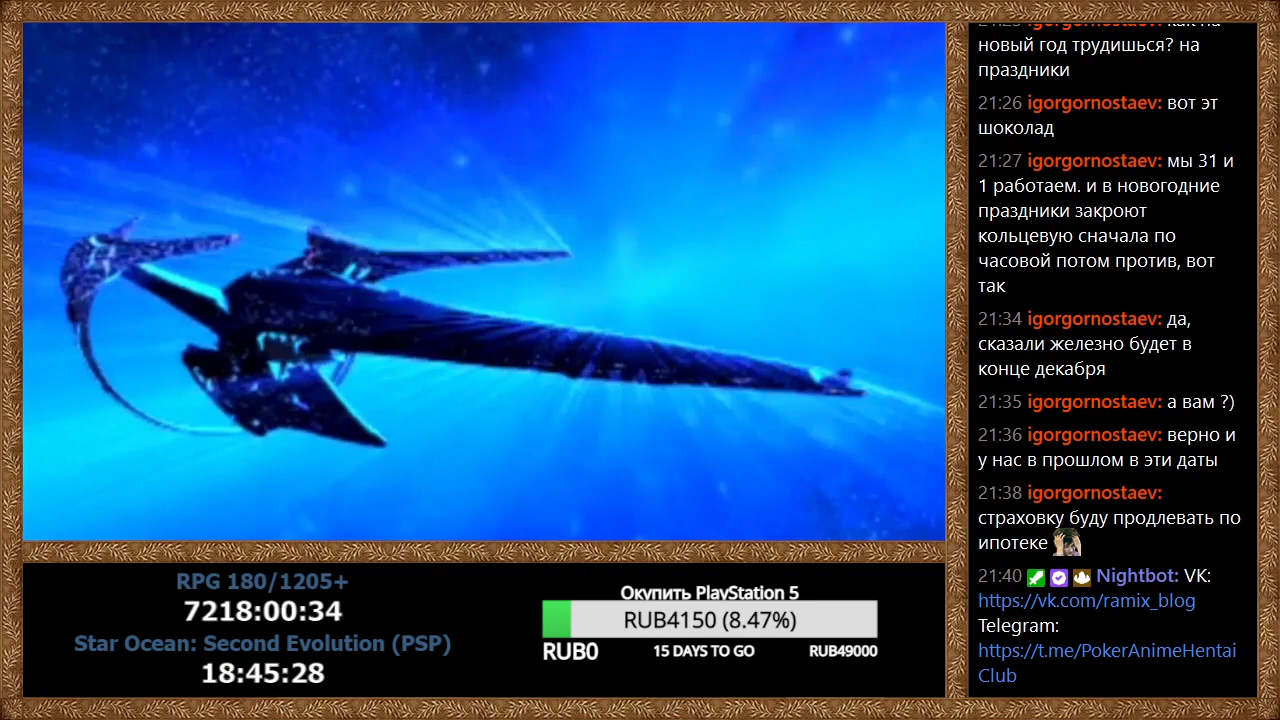 RPG 180/1205+
7218:00:34
Star Ocean: Second Evolution (PSP)
18:45:28
Окупить PlayStation 5
RUB4150 (8.47%)
RUB0 15 DAYS TO GO RUB49000
новый год трудишься? на
праздники
21:26 igorgornostaev: вот эт
шоколад
21:27 igorgornostaev: мы 31 и
1 работаем. и в новогодние
праздники закроют
кольцевую сначала по
часовой потом против, вот
так
21:34 igorgornostaev: да,
сказали железно будет в
конце декабря
21:35 igorgornostaev: а вам ?)
21:36 igorgornostaev: верно и
у нас в прошлом в эти даты
21:38 igorgornostaev:
страховку буду продлевать по
ипотеке
21:40 Nightbot: VK:
https://vk.com/ramix_blog
Telegram:
https://t.me/PokerAnimeHentai
Club